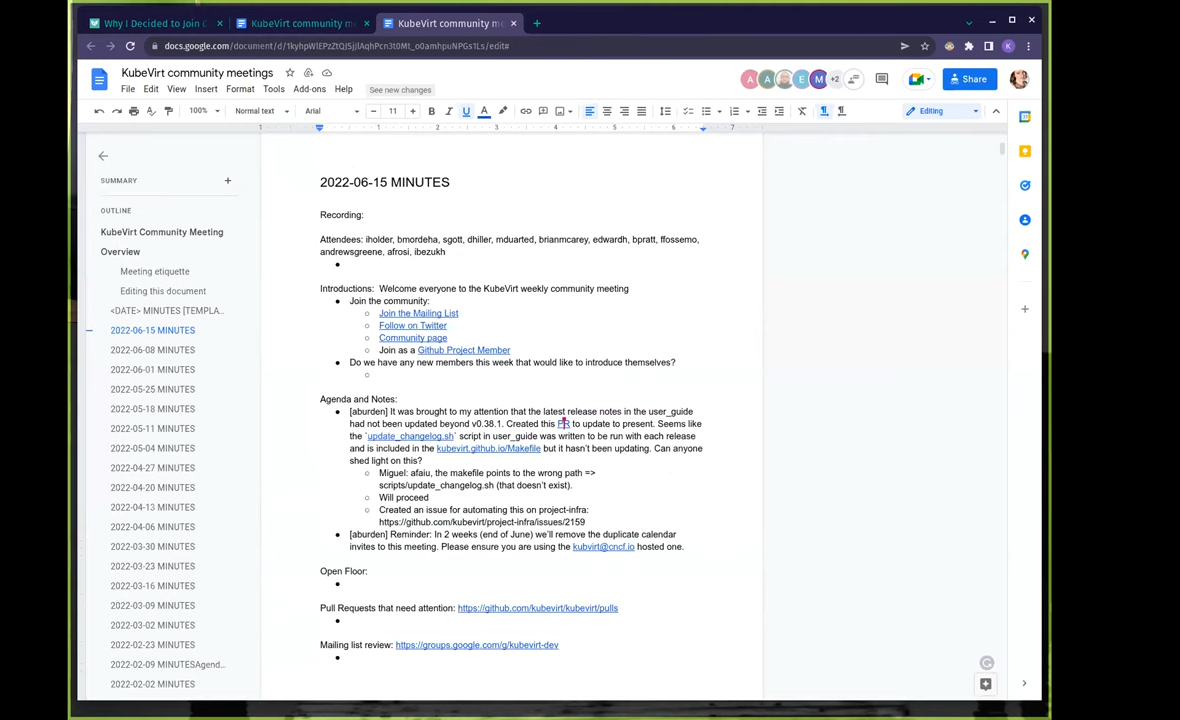 Why I Decided to Join
KubeVirt community me
KubeVirt community me
docs.google.com/document/d/1kyhpWlEPzZtQJ5jJlAqhPcn3t0Mt_o0amhpuNPGs1Ls/edit#
K
KubeVirt community meetings
File Edit View Insert Format Tools Add-ons Help See new changes
A A E M +2
Share
100% Normal text Arial 11 Editing
1 1 2 3 4 5 6 7
SUMMARY
OUTLINE
KubeVirt Community Meeting
Overview
Meeting etiquette
Editing this document
<DATE> MINUTES [TEMPLA...
2022-06-15 MINUTES
2022-06-08 MINUTES
2022-06-01 MINUTES
2022-05-25 MINUTES
2022-05-18 MINUTES
2022-05-04 MINUTES
2022-04-27 MINUTES
2022-04-13 MINUTES
2022-04-06 MINUTES
2022-03-30 MINUTES
2022-03-23 MINUTES
2022-03-16 MINUTES
2022-03-09 MINUTES
2022-03-02 MINUTES
2022-02-23 MINUTES
2022-02-09 MINUTESAgend...
2022-02-02 MINUTES
2022-06-15 MINUTES
Recording:
Attendees: iholder, bmordeha, sgott, dhiller, mduarted, brianmcarey, edwardh, bpratt, ffossemo,
andrewsgreene, afrosi, ibezukh
Introductions: Welcome everyone to the KubeVirt weekly community meeting
Join the community:
Join the Mailing List
Follow on Twitter
Community page
Join as a Github Project Member
Do we have any new members this week that would like to introduce themselves?
Agenda and Notes:
[aburden] It was brought to my attention that the latest release notes in the user_guide
had not been updated beyond v0.38.1. Created this PR to update to present. Seems like
the `update_changelog.sh` script in user_guide was written to be run with each release
and is included in the kubevirt.github.io/Makefile but it hasn't been updating. Can anyone
shed light on this?
Miguel: afaiu, the makefile points to the wrong path =>
scripts/update_changelog.sh (that doesn't exist).
Will proceed
Created an issue for automating this on project-infra:
https://github.com/kubevirt/project-infra/issues/2159
[aburden] Reminder: In 2 weeks (end of June) we'll remove the duplicate calendar
invites to this meeting. Please ensure you are using the kubvirt@cncf.io hosted one.
Open Floor:
Pull Requests that need attention: https://github.com/kubevirt/kubevirt/pulls
Mailing list review: https://groups.google.com/g/kubevirt-dev